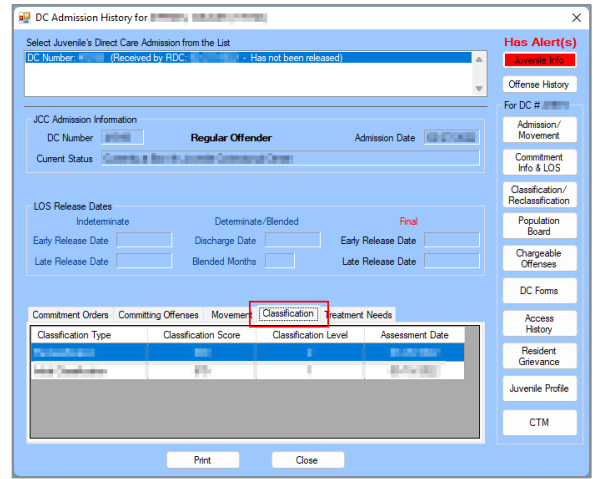 DC Admission History for
Select Juvenile's Direct Care Admission from the List
DC Number: (Received by RDC: - Has not been released)
JCC Admission Information
DC Number Regular Offender Admission Date
Current Status
LOS Release Dates
Indeterminate Determinate/Blended Final
Early Release Date Discharge Date Early Release Date
Late Release Date Blended Months Late Release Date
Commitment Orders Committing Offenses Movement Classification Treatment Needs
Classification Type Classification Score Classification Level Assessment Date
Print Close
Has Alert(s)
Juvenile Info
Offense History
For DC #
Admission/
Movement
Commitment
Info & LOS
Classification/
Reclassification
Population
Board
Chargeable
Offenses
DC Forms
Access
History
Resident
Grievance
Juvenile Profile
CTM